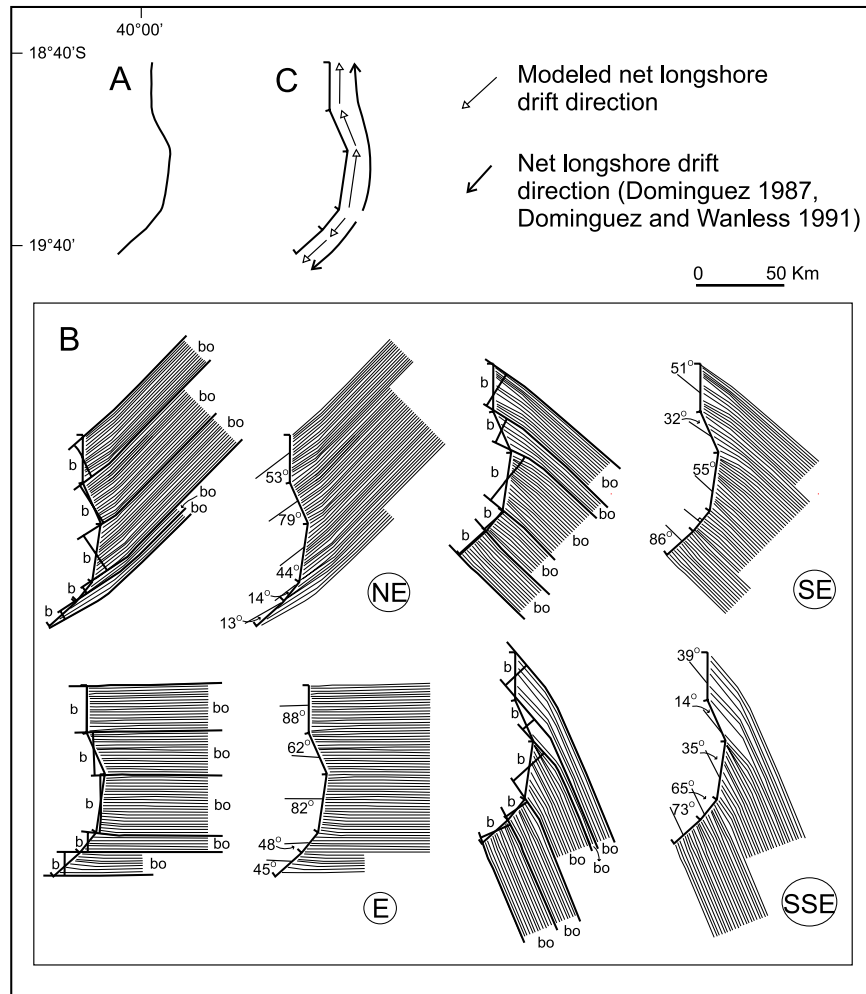 40°00'
18°40'S
A
C
Modeled net longshore
drift direction
Net longshore drift
direction (Dominguez 1987,
Dominguez and Wanless 1991)
19°40'
0 50 Km
B
bo
b
bo
b
bo
bo
b
b
b
53°
79°
44°
14°
13°
NE
b
b
b
bo
b
b
bo
bo
bo
51°
32°
55°
86°
SE
b
bo
b
bo
b
bo
b
bo
b
bo
88°
62°
82°
48°
45°
E
b
b
b
b
b
bo
bo
bo
bo
bo
39°
14°
35°
65°
73°
SSE